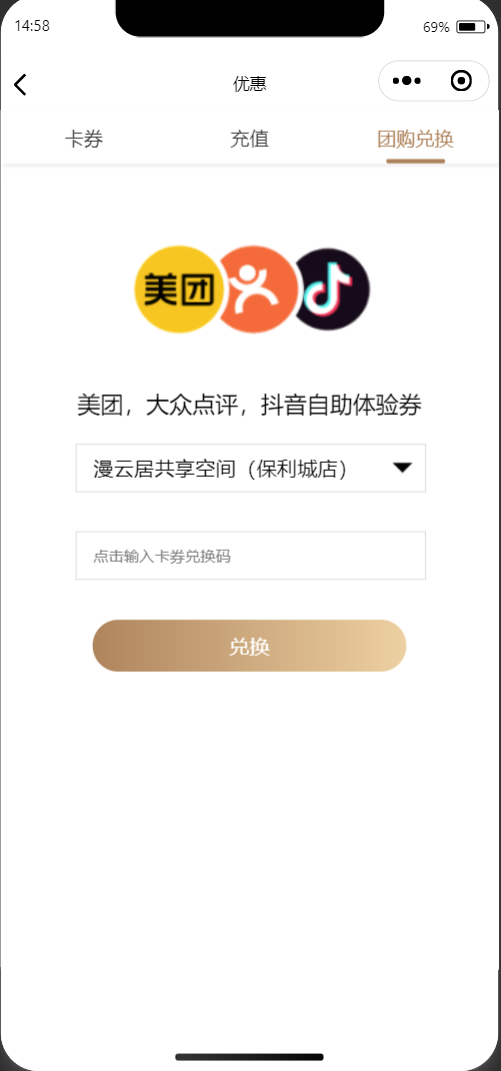 14:58
69%
优惠
卡券
充值
团购兑换
美团
美团，大众点评，抖音自助体验券
漫云居共享空间（保利城店）
点击输入卡券兑换码
兑换